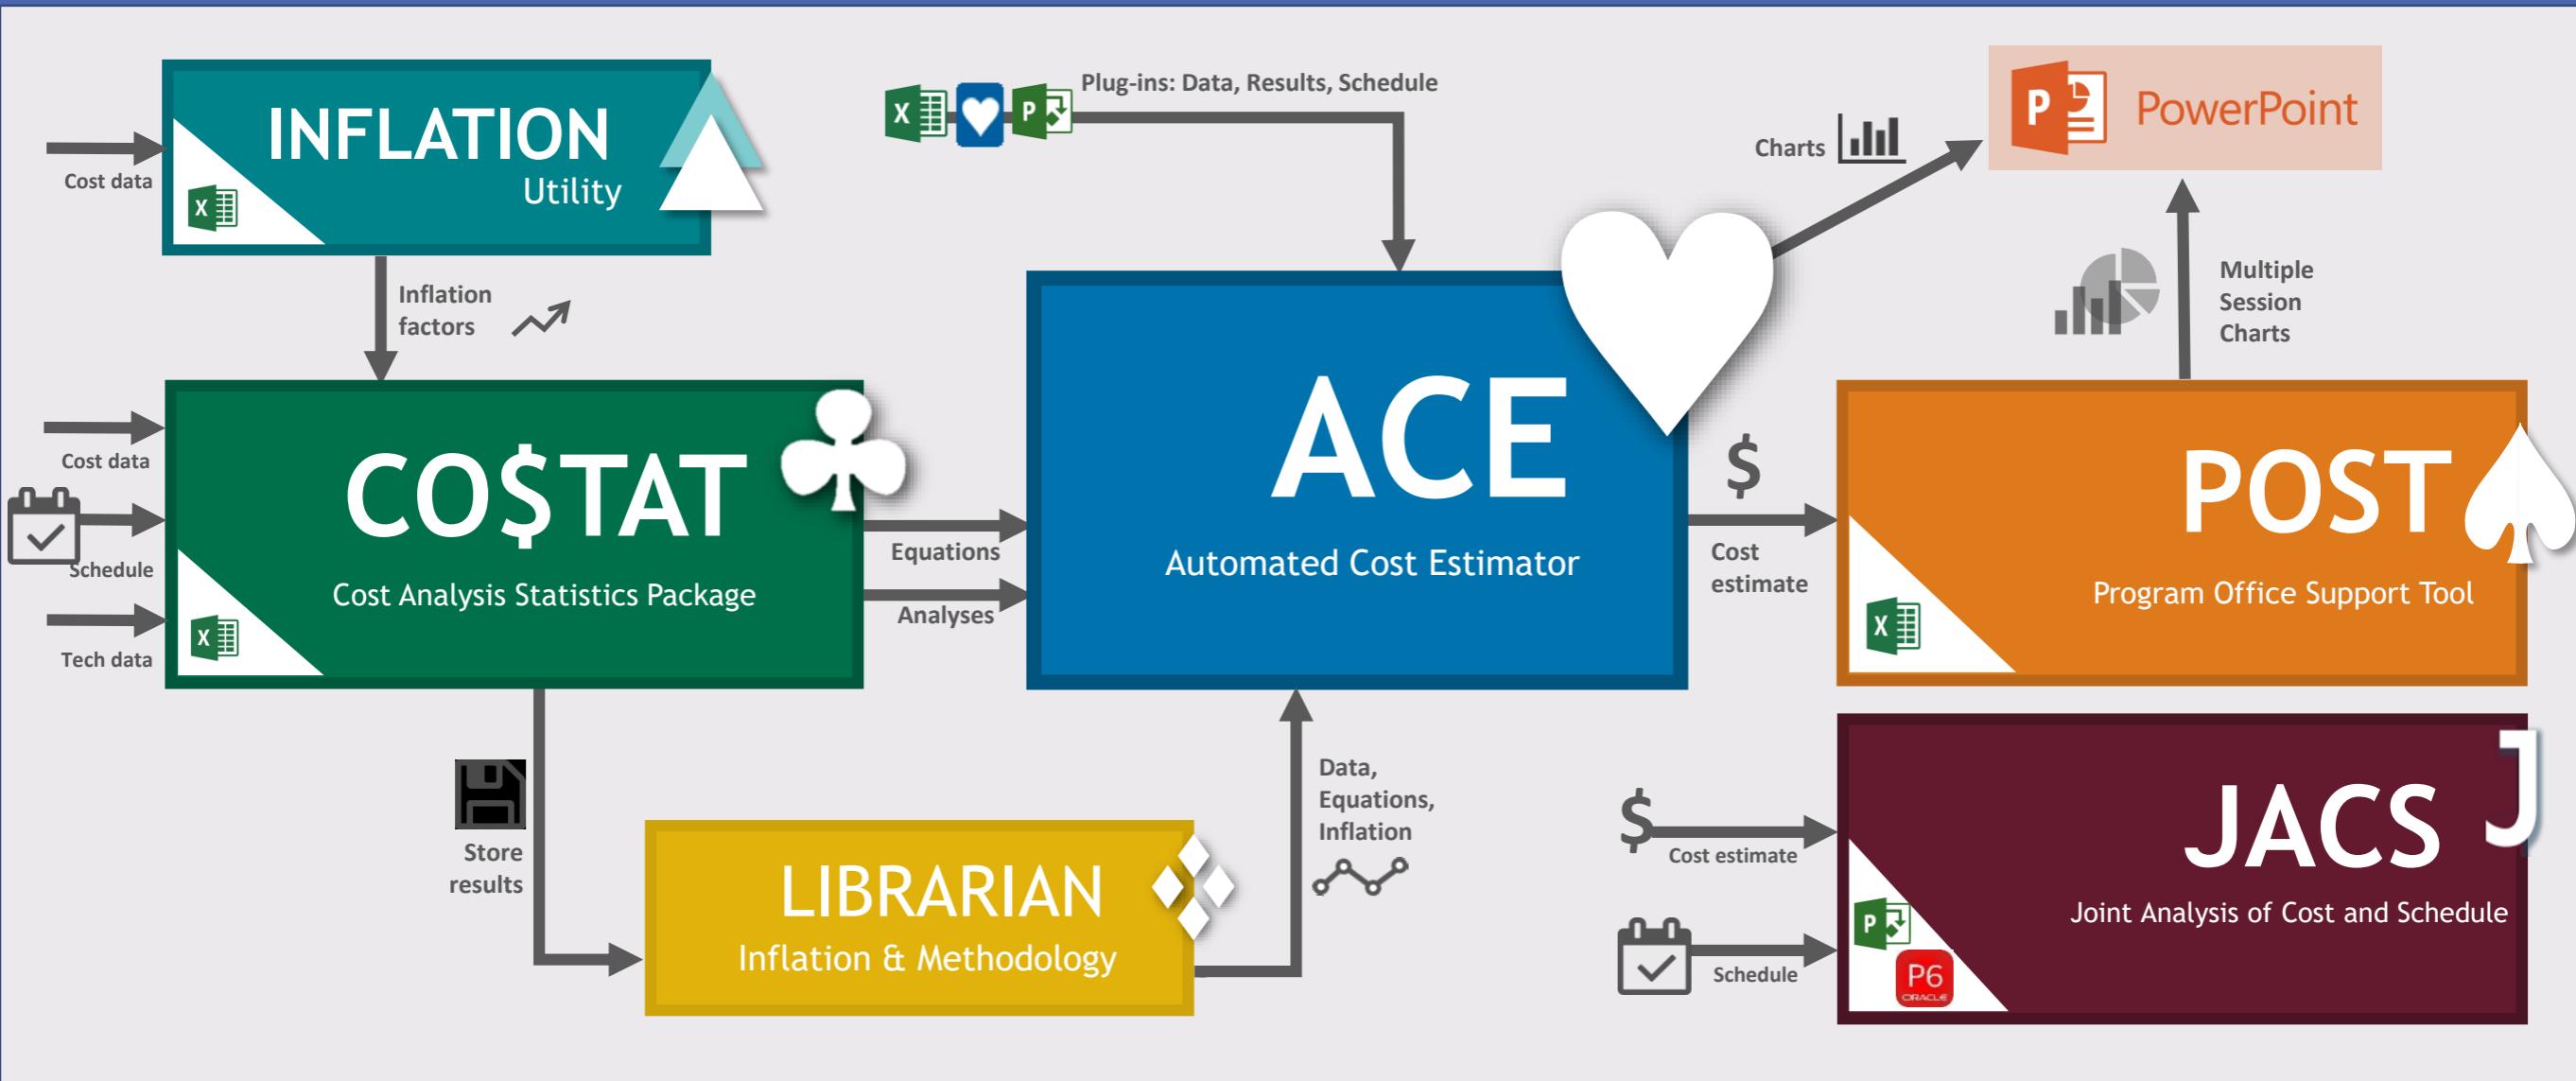 INFLATION
Utility
Cost data
X
Inflation
factors
X
P
Plug-ins: Data, Results, Schedule
Charts
P
PowerPoint
Multiple
Session
Charts
Cost data
Schedule
Tech data
CO$TAT
Cost Analysis Statistics Package
X
Equations
Analyses
ACE
Automated Cost Estimator
$
Cost
estimate
POST
Program Office Support Tool
X
Store
results
LIBRARIAN
Inflation & Methodology
Data,
Equations,
Inflation
$
Cost estimate
Schedule
J
JACS
Joint Analysis of Cost and Schedule
P
P6
ORACLE